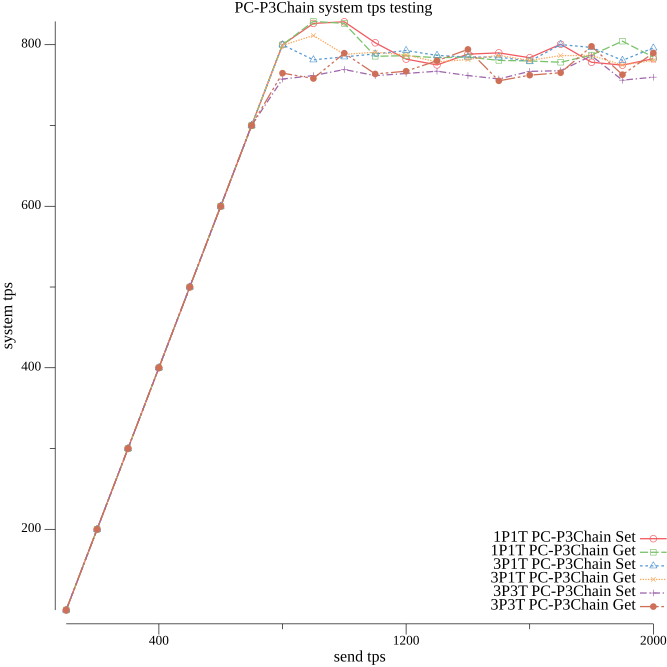 PC-P3Chain system tps testing
800
600
system tps
400
200
1P1T PC-P3Chain Set
1P1T PC-P3Chain Get
3P1T PC-P3Chain Set
3P1T PC-P3Chain Get
3P3T PC-P3Chain Set
3P3T PC-P3Chain Get
400
1200
2000
send tps